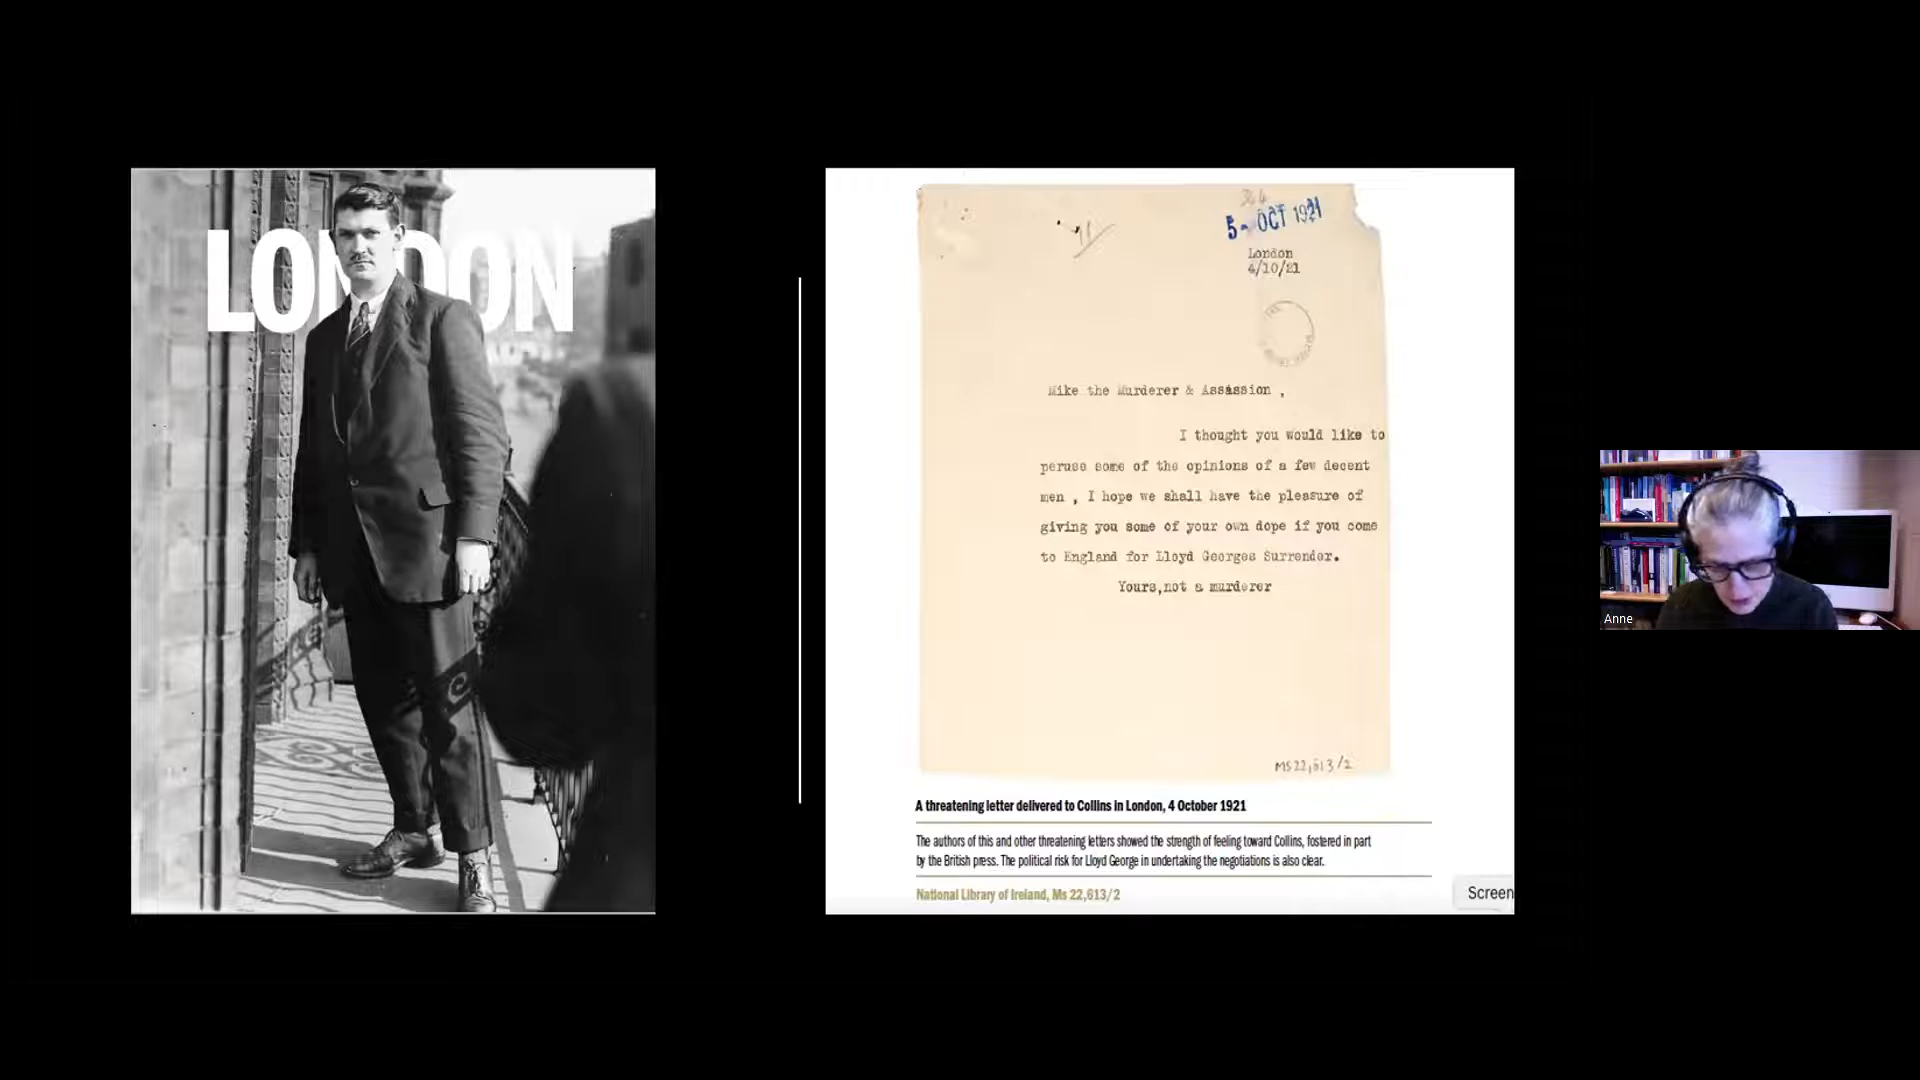 LONDON
5- OCT 1921
London
4/10/21
Mike the Murderer & Assassion ,
I thought you would like to
peruse some of the opinions of a few decent
men , I hope we shall have the pleasure of
giving you some of your own dope if you come
to England for Lloyd Georges Surrender.
Yours,not a murderer
MS 22,613/2
A threatening letter delivered to Collins in London, 4 October 1921
The authors of this and other threatening letters showed the strength of feeling toward Collins, fostered in part
by the British press. The political risk for Lloyd George in undertaking the negotiations is also clear.
National Library of Ireland, Ms 22,613/2
Screen
Anne